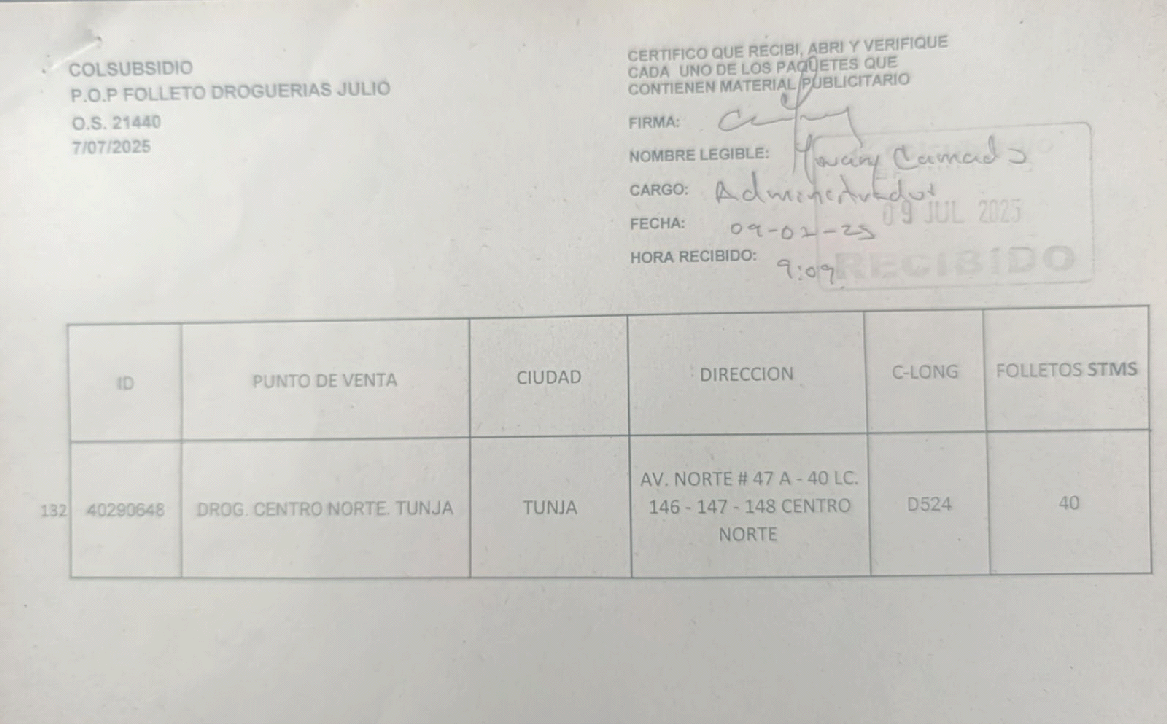 COLSUBSIDIO
P.O.P FOLLETO DROGUERIAS JULIO
O.S. 21440
7/07/2025
CERTIFICO QUE RECIBI, ABRI Y VERIFIQUE
CADA UNO DE LOS PAQUETES QUE
CONTIENEN MATERIAL PUBLICITARIO
FIRMA:
NOMBRE LEGIBLE:
CARGO: Administrador
FECHA: 09-02-25
HORA RECIBIDO: 9:09
09 JUL 2025
RECIBIDO
ID PUNTO DE VENTA CIUDAD DIRECCION C-LONG FOLLETOS STMS
132 40290648 DROG. CENTRO NORTE. TUNJA TUNJA AV. NORTE # 47 A - 40 LC.
146 - 147 - 148 CENTRO
NORTE
D524 40